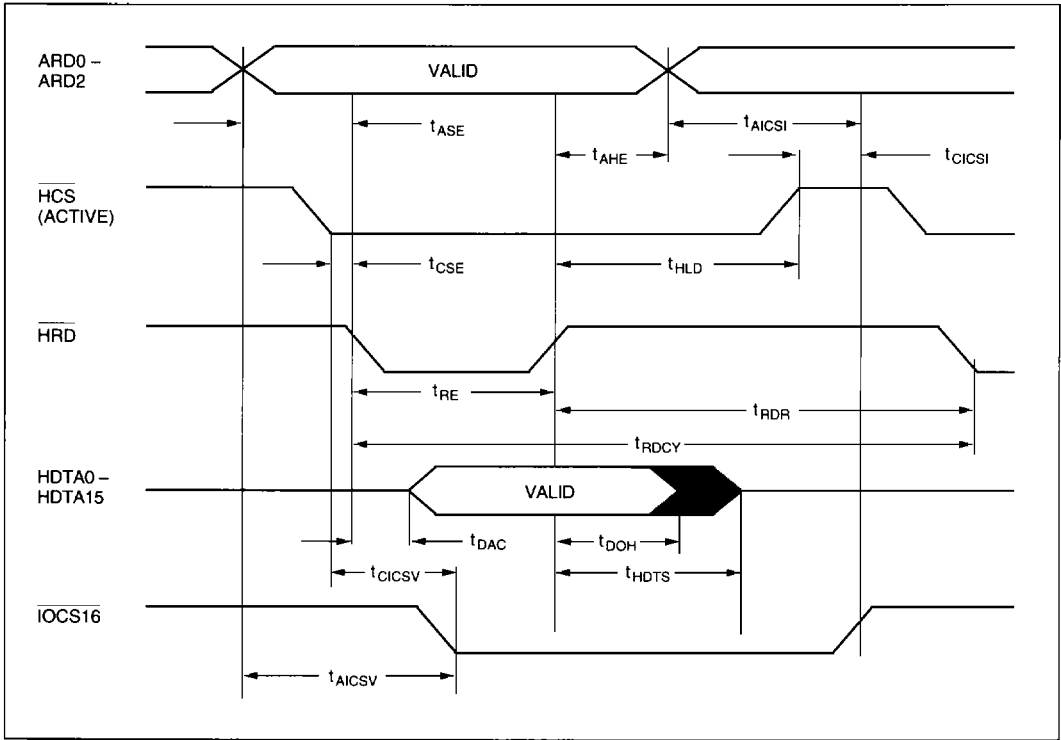 ARD0 –
ARD2
VALID
tASE
tAICSI
tAHE
tCICSI
HCS
(ACTIVE)
tCSE
tHLD
HRD
tRE
tRDR
tRDCY
HDTA0 –
HDTA15
VALID
tDAC
tDOH
tCICSV
tHDTS
IOCS16
tAICSV